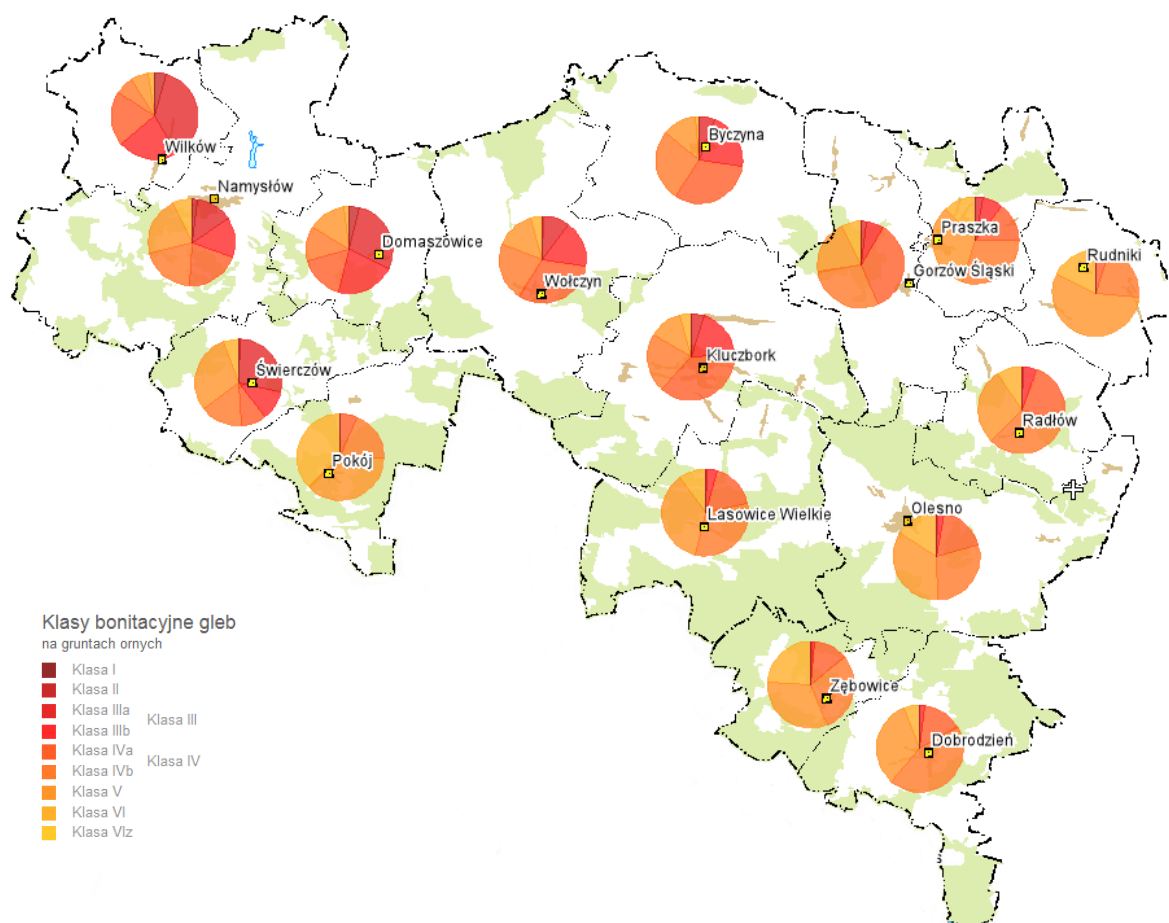 Byczyna
Wilków
Namysłów
Praszka
Domaszowice
Rudniki
Gorzów Śląski
Wołczyn
Kluczbork
Świerczów
Radłów
Pokój
Olesno
Lasowice Wielkie
Zębowice
Dobrodzień
Klasy bonitacyjne gleb
na gruntach ornych
Klasa I
Klasa II
Klasa IIIa
Klasa III
Klasa IIIb
Klasa IVa
Klasa IV
Klasa IVb
Klasa V
Klasa VI
Klasa VIz